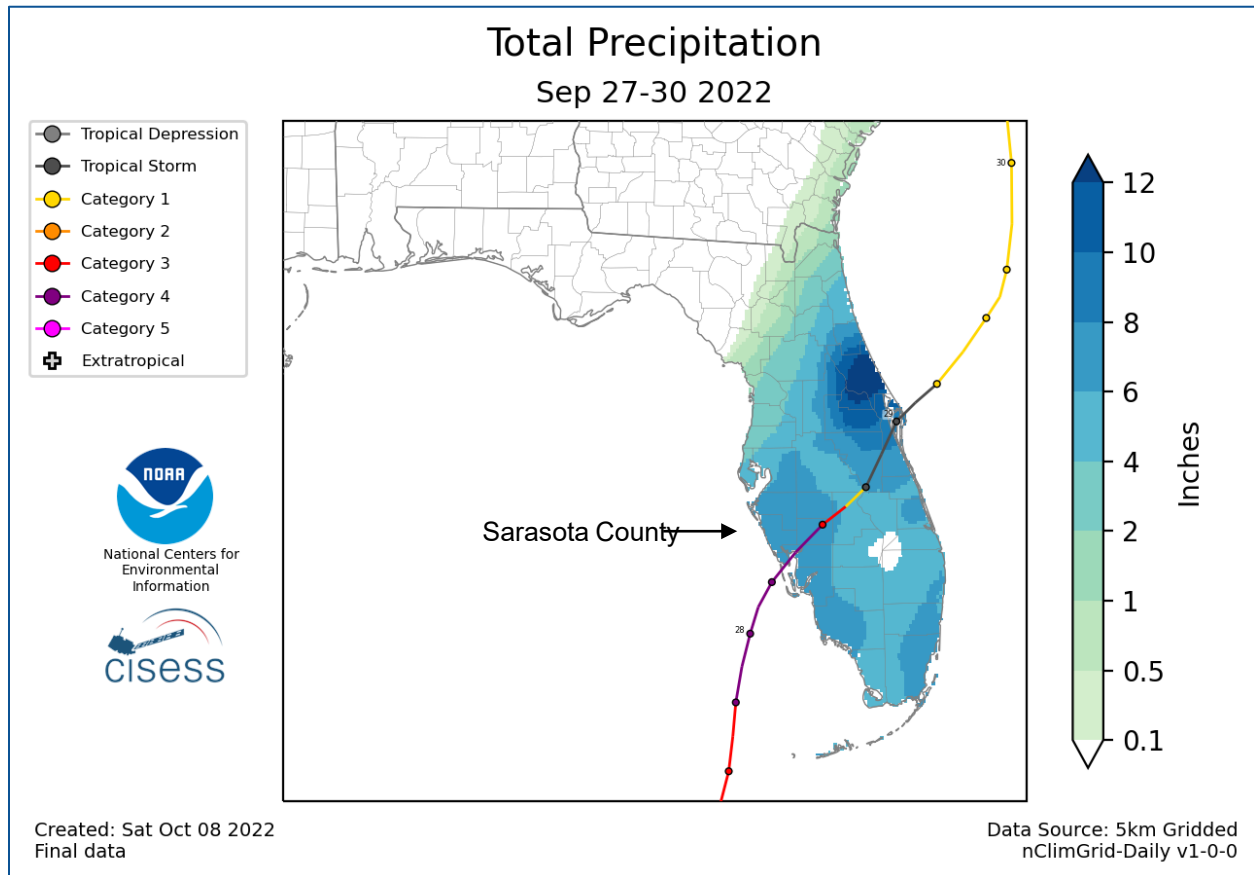 Total Precipitation
Sep 27-30 2022
Tropical Depression
Tropical Storm
Category 1
Category 2
Category 3
Category 4
Category 5
Extratropical
NOAA
National Centers for
Environmental
Information
CISESS
30
29
28
Sarasota County
12
10
8
6
4
2
1
0.5
0.1
Inches
Created: Sat Oct 08 2022
Final data
Data Source: 5km Gridded
nClimGrid-Daily v1-0-0